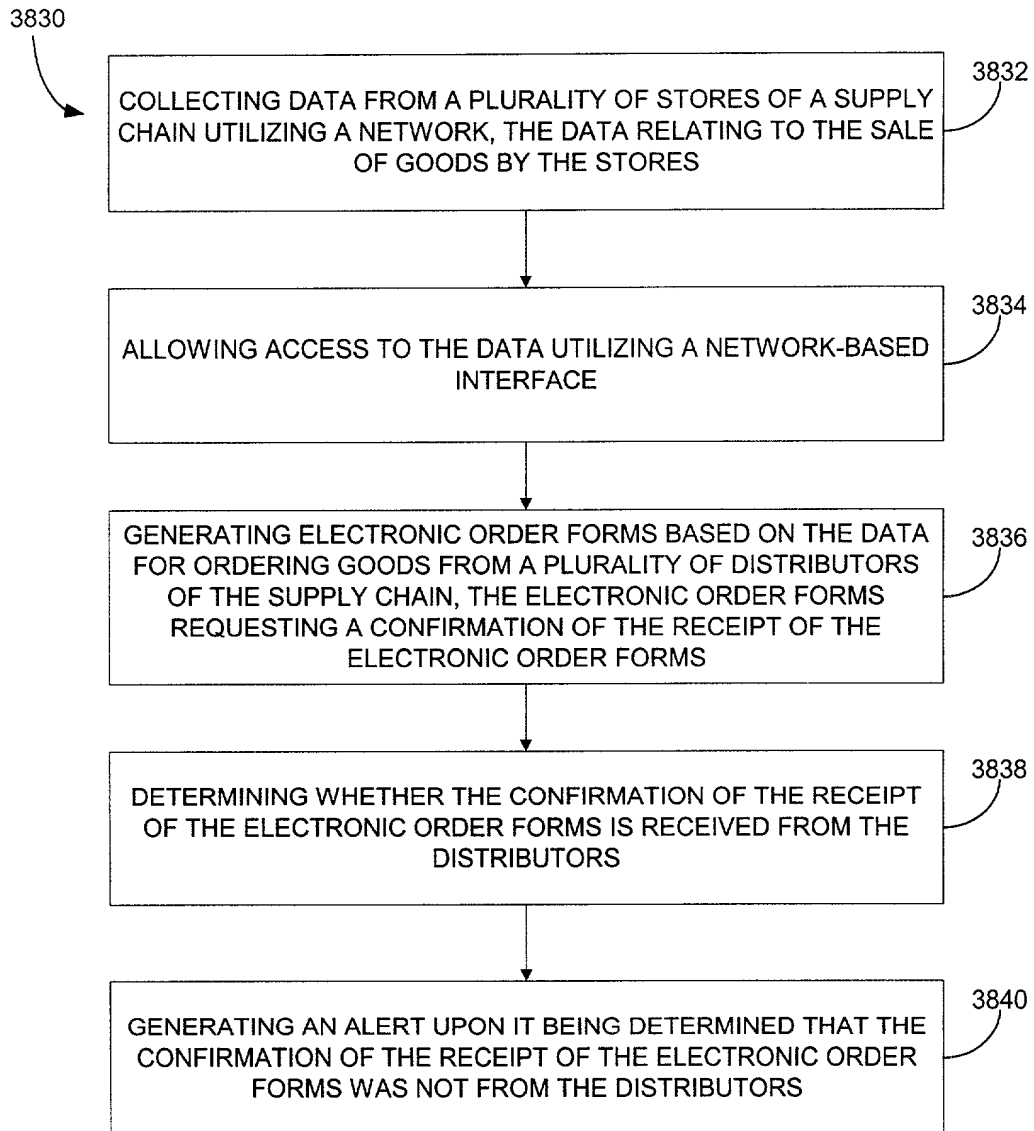 3830
3832
COLLECTING DATA FROM A PLURALITY OF STORES OF A SUPPLY
CHAIN UTILIZING A NETWORK, THE DATA RELATING TO THE SALE
OF GOODS BY THE STORES
3834
ALLOWING ACCESS TO THE DATA UTILIZING A NETWORK-BASED
INTERFACE
3836
GENERATING ELECTRONIC ORDER FORMS BASED ON THE DATA
FOR ORDERING GOODS FROM A PLURALITY OF DISTRIBUTORS
OF THE SUPPLY CHAIN, THE ELECTRONIC ORDER FORMS
REQUESTING A CONFIRMATION OF THE RECEIPT OF THE
ELECTRONIC ORDER FORMS
3838
DETERMINING WHETHER THE CONFIRMATION OF THE RECEIPT
OF THE ELECTRONIC ORDER FORMS IS RECEIVED FROM THE
DISTRIBUTORS
3840
GENERATING AN ALERT UPON IT BEING DETERMINED THAT THE
CONFIRMATION OF THE RECEIPT OF THE ELECTRONIC ORDER
FORMS WAS NOT FROM THE DISTRIBUTORS